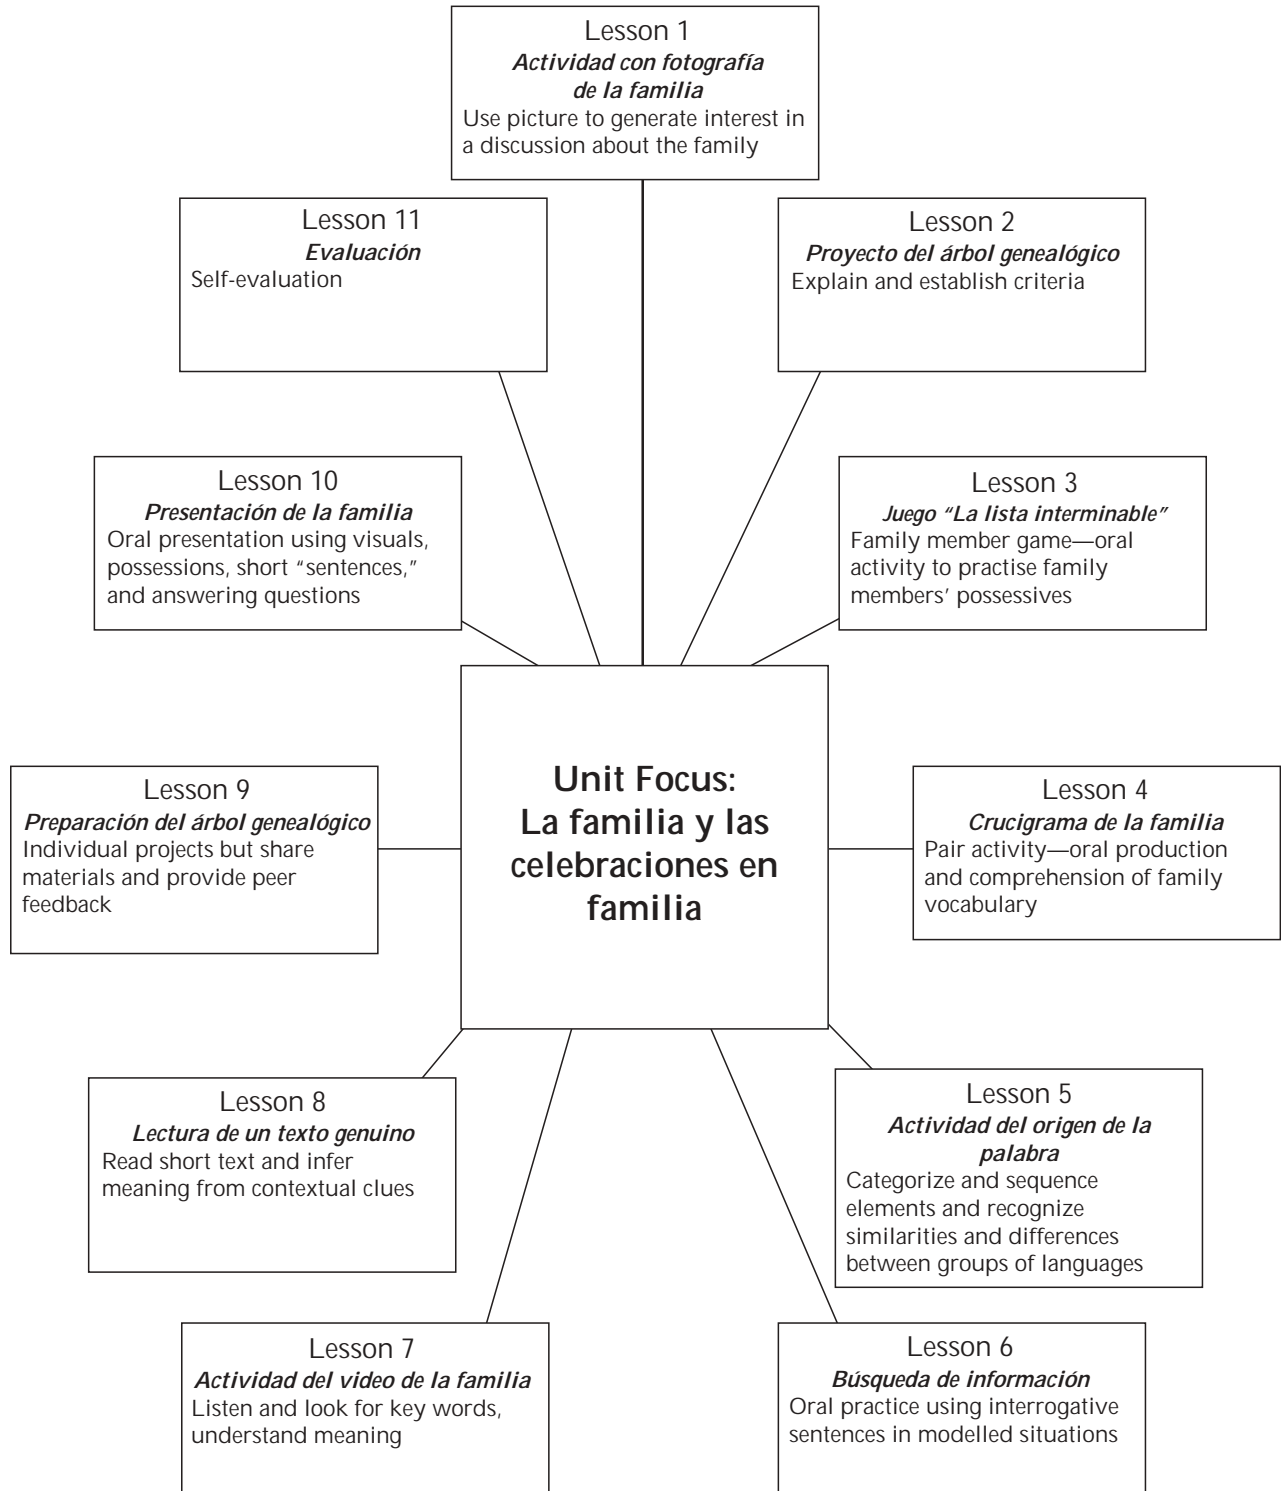 Lesson 1
Actividad con fotografía
de la familia
Use picture to generate interest in
a discussion about the family
Lesson 11
Evaluación
Self-evaluation
Lesson 2
Proyecto del árbol genealógico
Explain and establish criteria
Lesson 10
Presentación de la familia
Oral presentation using visuals,
possessions, short “sentences,”
and answering questions
Lesson 3
Juego “La lista interminable”
Family member game—oral
activity to practise family
members’ possessives
Unit Focus:
La familia y las
celebraciones en
familia
Lesson 9
Preparación del árbol genealógico
Individual projects but share
materials and provide peer
feedback
Lesson 4
Crucigrama de la familia
Pair activity—oral production
and comprehension of family
vocabulary
Lesson 8
Lectura de un texto genuino
Read short text and infer
meaning from contextual clues
Lesson 5
Actividad del origen de la
palabra
Categorize and sequence
elements and recognize
similarities and differences
between groups of languages
Lesson 7
Actividad del video de la familia
Listen and look for key words,
understand meaning
Lesson 6
Búsqueda de información
Oral practice using interrogative
sentences in modelled situations